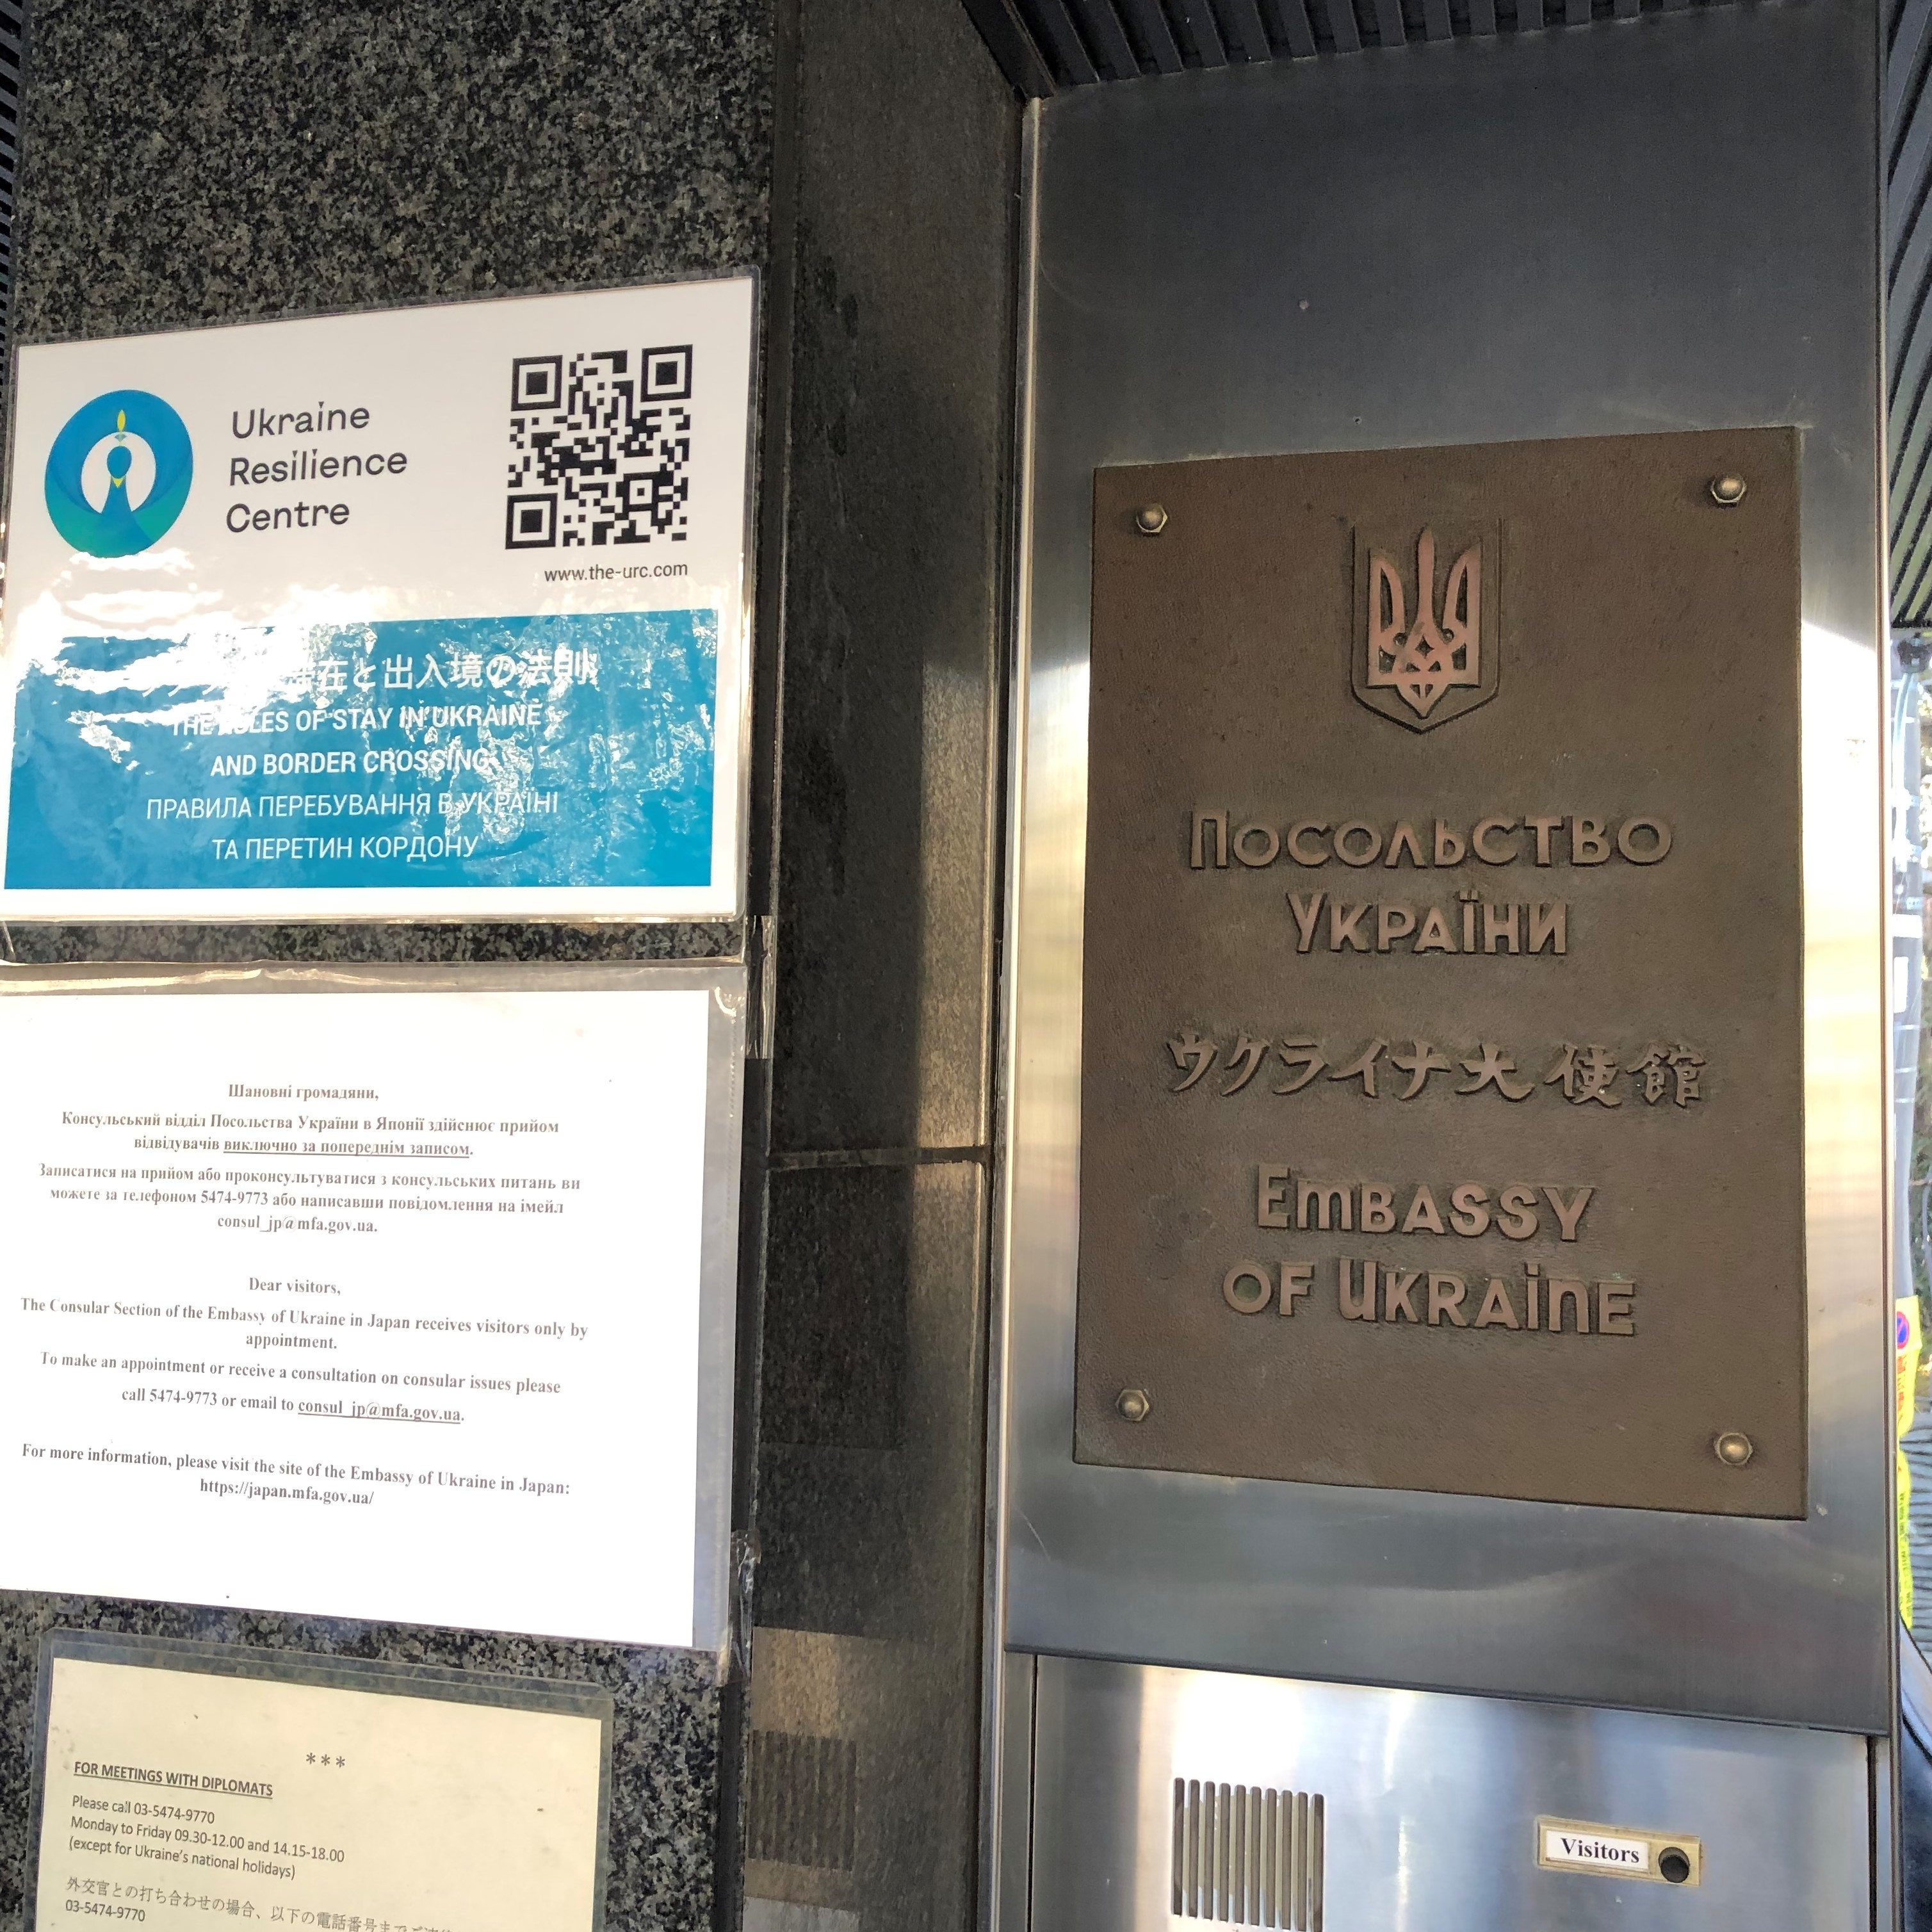 Ukraine
Resilience
Centre
www.the-urc.com
在と出入境の法則
THE RULES OF STAY IN UKRAINE
AND BORDER CROSSING
ПРАВИЛА ПЕРЕБУВАННЯ В УКРАЇНІ
ТА ПЕРЕТИН КОРДОНУ
Шановні громадяни,
Консульський відділ Посольства України в Японії здійснює прийом
відвідувачів виключно за попереднім записом.
Записатися на прийом або проконсультуватися з консульських питань ви
можете за телефоном 5474-9773 або написавши повідомлення на імейл
consul_jp@mfa.gov.ua.
Dear visitors,
The Consular Section of the Embassy of Ukraine in Japan receives visitors only by
appointment.
To make an appointment or receive a consultation on consular issues please
call 5474-9773 or email to consul_jp@mfa.gov.ua.
For more information, please visit the site of the Embassy of Ukraine in Japan:
https://japan.mfa.gov.ua/
***
FOR MEETINGS WITH DIPLOMATS
Please call 03-5474-9770
Monday to Friday 09.30-12.00 and 14.15-18.00
(except for Ukraine's national holidays)
外交官との打ち合わせの場合、以下の電話番号までご
03-5474-9770
Посольство
України
ウクライナ大使館
Embassy
of Ukraine
Visitors